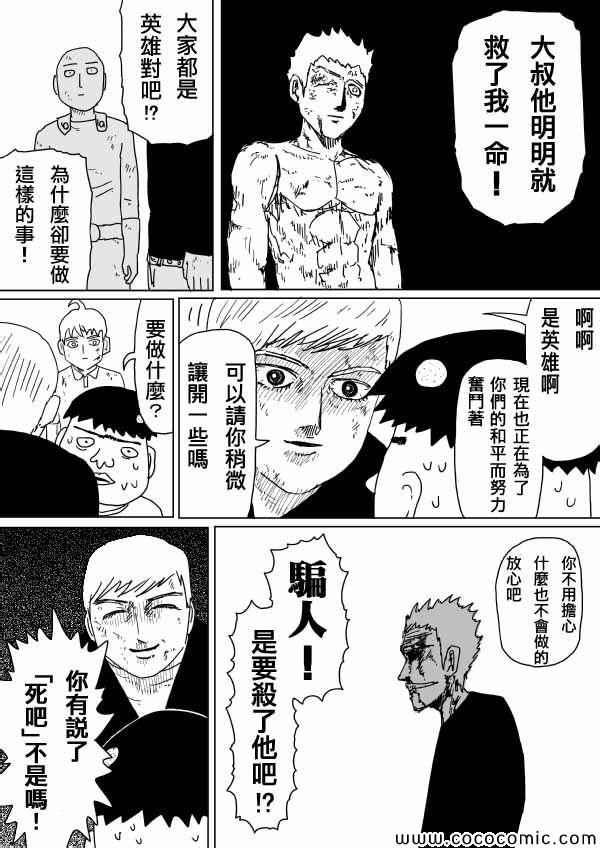 大叔他明明就
救了我一命！
大家都是
英雄對吧!?
為什麼卻要做
這樣的事！
啊啊
是英雄啊
現在也正在為了
你們的和平而努力
奮鬥著
可以請你稍微
讓開一些嗎
要做什麼？
你不用擔心
什麼也不會做的
放心吧
騙人！
是要殺了他吧!?
你有説了
「死吧」不是嗎！
漫畫
www.cococomic.com